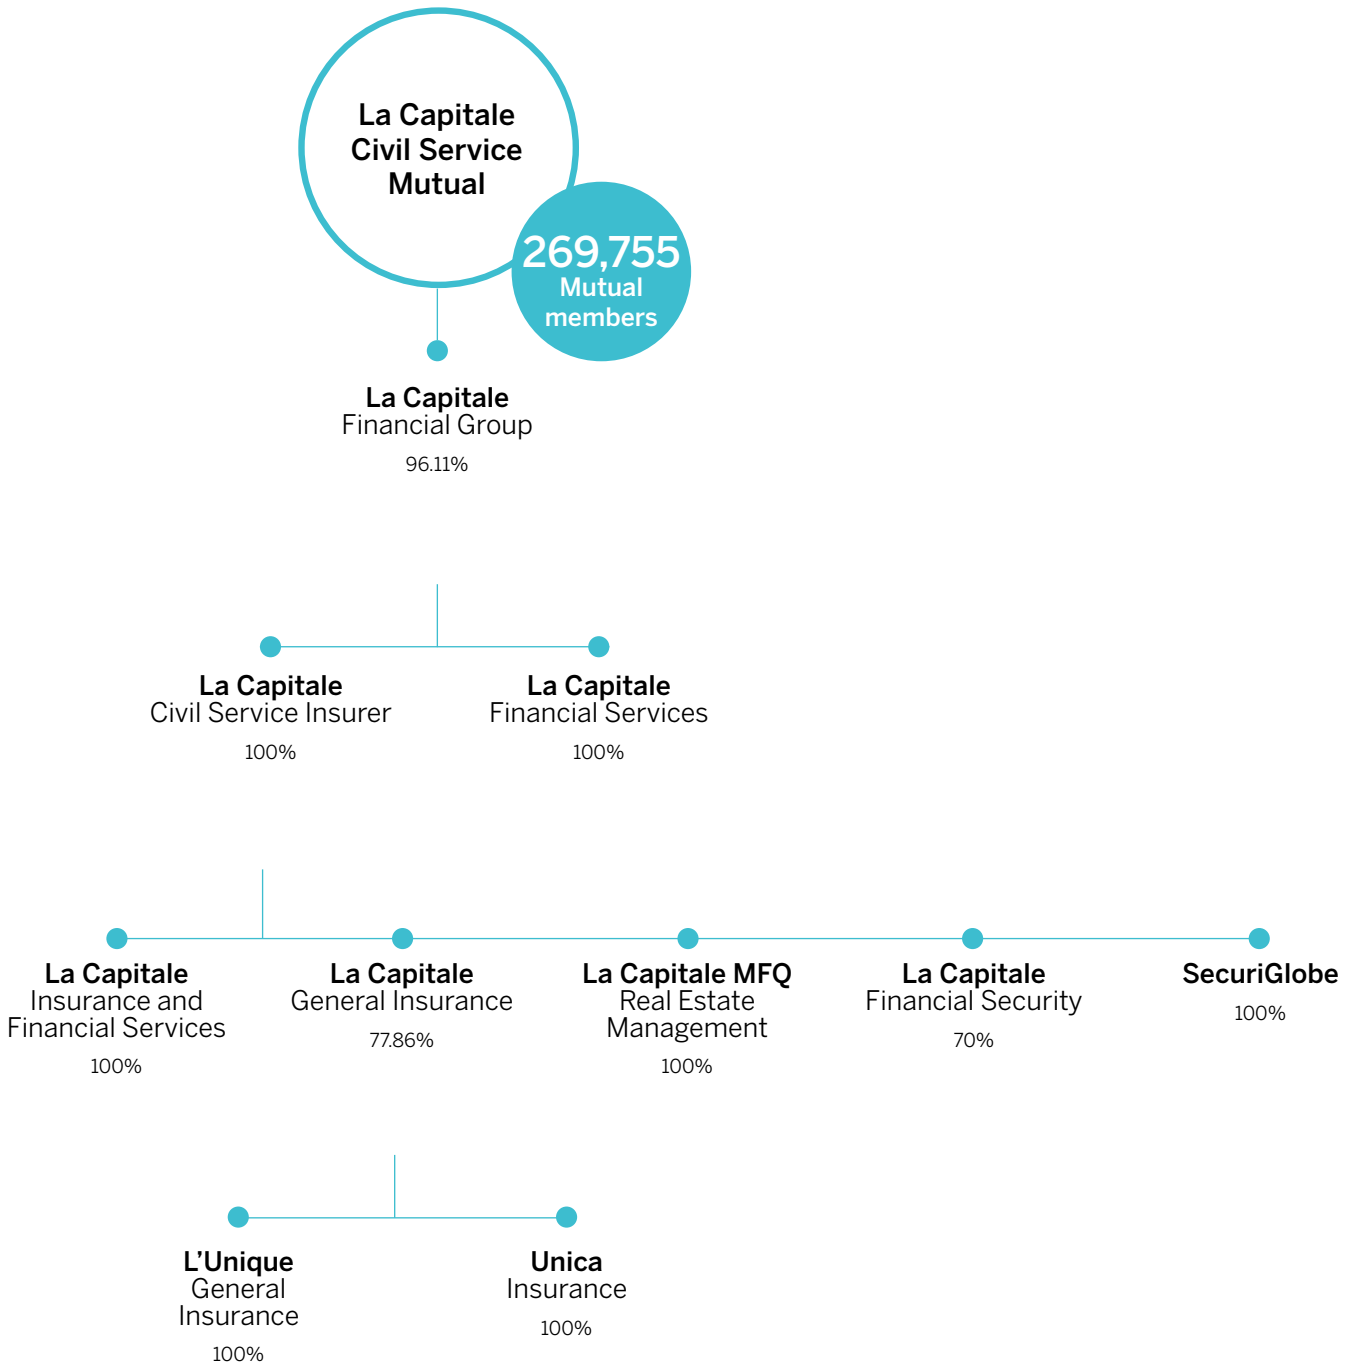 La Capitale
Civil Service
Mutual
269,755
Mutual
members
La Capitale
Financial Group
96.11%
La Capitale
Civil Service Insurer
100%
La Capitale
Financial Services
100%
La Capitale
Insurance and
Financial Services
100%
La Capitale
General Insurance
77.86%
La Capitale MFQ
Real Estate
Management
100%
La Capitale
Financial Security
70%
SecuriGlobe
100%
L’Unique
General
Insurance
100%
Unica
Insurance
100%